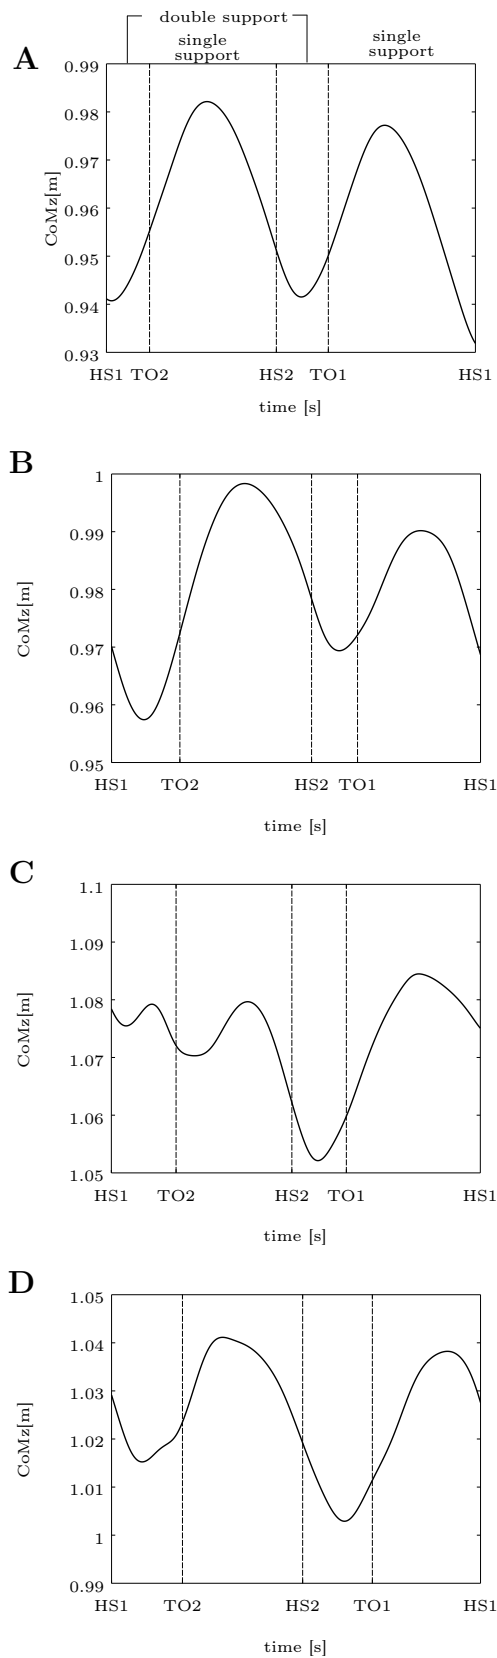 double support
A
single
support
single
support
0.99
0.98
0.97
0.96
0.95
0.94
0.93
CoMz[m]
HS1 TO2 HS2 TO1 HS1
time [s]
B
1
0.99
0.98
0.97
0.96
0.95
CoMz[m]
HS1 TO2 HS2 TO1 HS1
time [s]
C
1.1
1.09
1.08
1.07
1.06
1.05
CoMz[m]
HS1 TO2 HS2 TO1 HS1
time [s]
D
1.05
1.04
1.03
1.02
1.01
1
0.99
CoMz[m]
HS1 TO2 HS2 TO1 HS1
time [s]